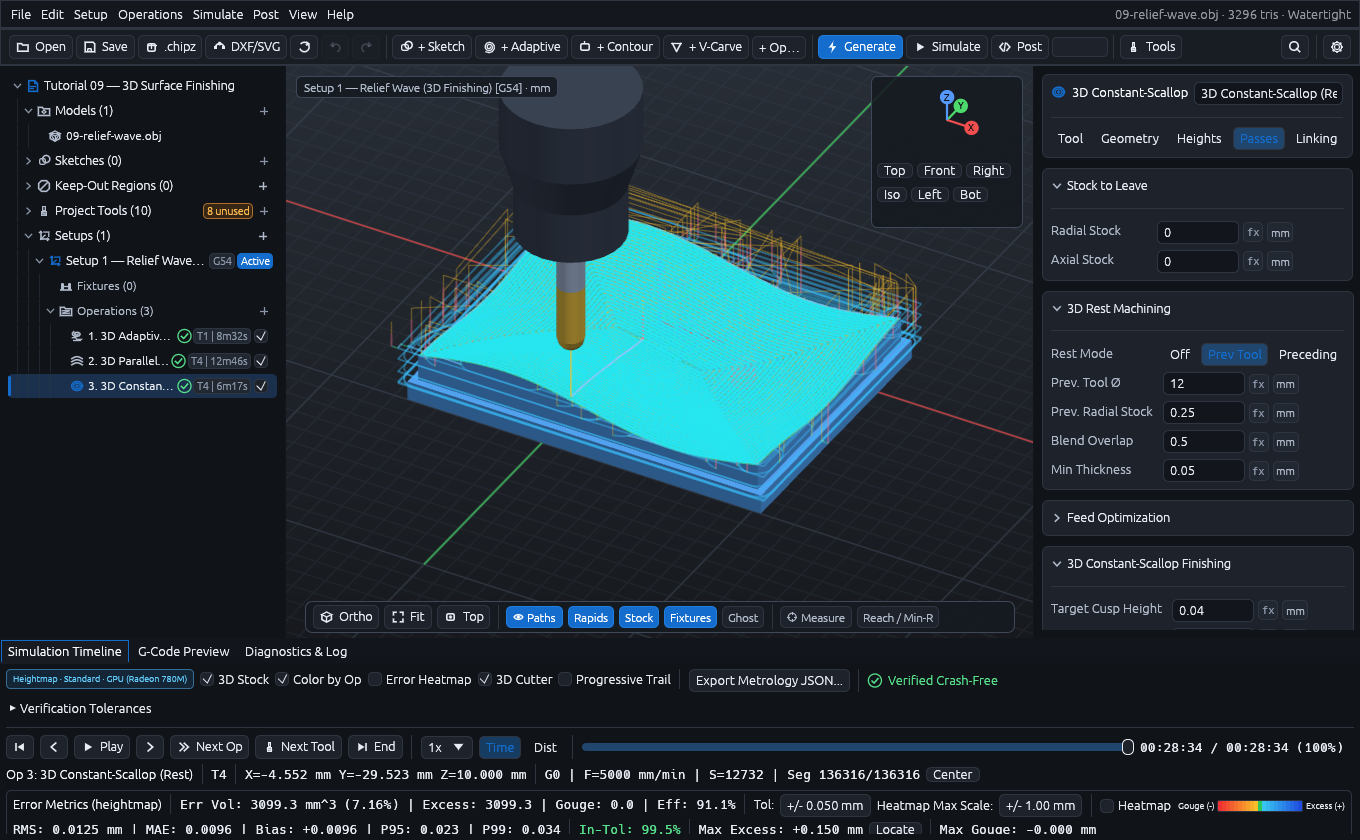 File Edit Setup Operations Simulate Post View Help
09-relief-wave.obj · 3296 tris · Watertight
Open Save .chipz DXF/SVG + Sketch + Adaptive + Contour + V-Carve + Op... Generate Simulate Post Tools
Tutorial 09 — 3D Surface Finishing
Models (1) +
09-relief-wave.obj
Sketches (0) +
Keep-Out Regions (0) +
Project Tools (10) 8 unused +
Setups (1) +
Setup 1 — Relief Wave... G54 Active
Fixtures (0)
Operations (3) +
1. 3D Adaptiv... T1 | 8m32s
2. 3D Parallel... T4 | 12m46s
3. 3D Constan... T4 | 6m17s
Setup 1 — Relief Wave (3D Finishing) [G54] · mm
Z
Y
X
Top Front Right
Iso Left Bot
Ortho Fit Top Paths Rapids Stock Fixtures Ghost Measure Reach / Min-R
3D Constant-Scallop 3D Constant-Scallop (Re
Tool Geometry Heights Passes Linking
Stock to Leave
Radial Stock 0 fx mm
Axial Stock 0 fx mm
3D Rest Machining
Rest Mode Off Prev Tool Preceding
Prev. Tool Ø 12 fx mm
Prev. Radial Stock 0.25 fx mm
Blend Overlap 0.5 fx mm
Min Thickness 0.05 fx mm
Feed Optimization
3D Constant-Scallop Finishing
Target Cusp Height 0.04 fx mm
Simulation Timeline G-Code Preview Diagnostics & Log
Heightmap · Standard · GPU (Radeon 780M) 3D Stock Color by Op Error Heatmap 3D Cutter Progressive Trail Export Metrology JSON... Verified Crash-Free
Verification Tolerances
Play Next Op Next Tool End 1x Time Dist 00:28:34 / 00:28:34 (100%)
Op 3: 3D Constant-Scallop (Rest) T4 X=-4.552 mm Y=-29.523 mm Z=10.000 mm G0 | F=5000 mm/min | S=12732 | Seg 136316/136316 Center
Error Metrics (heightmap) Err Vol: 3099.3 mm^3 (7.16%) | Excess: 3099.3 | Gouge: 0.0 | Eff: 91.1% Tol: +/- 0.050 mm Heatmap Max Scale: +/- 1.00 mm Heatmap Gouge (-) Excess (+)
RMS: 0.0125 mm | MAE: 0.0096 | Bias: +0.0096 | P95: 0.023 | P99: 0.034 In-Tol: 99.5% Max Excess: +0.150 mm Locate Max Gouge: -0.000 mm